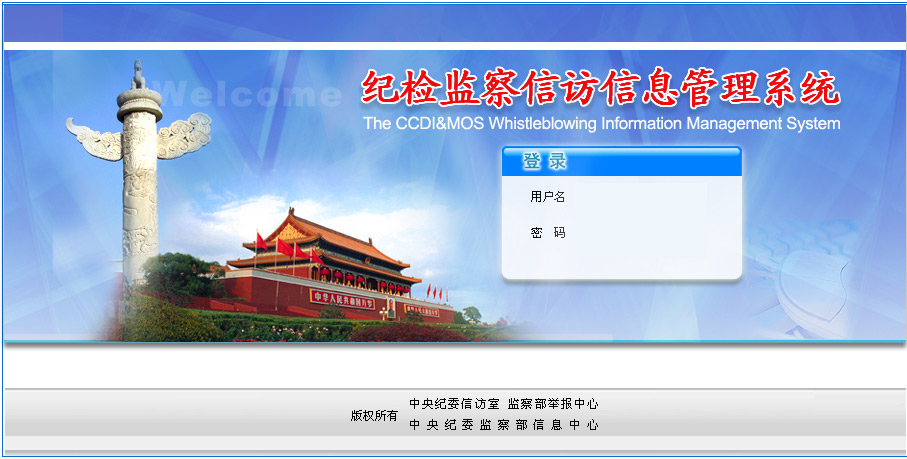 Welcome
纪检监察信访信息管理系统
The CCDI&MOS Whistleblowing Information Management System
登 录
用户名
密 码
中华人民共和国万岁
版权所有
中央纪委信访室 监察部举报中心
中央纪委监察部信息中心